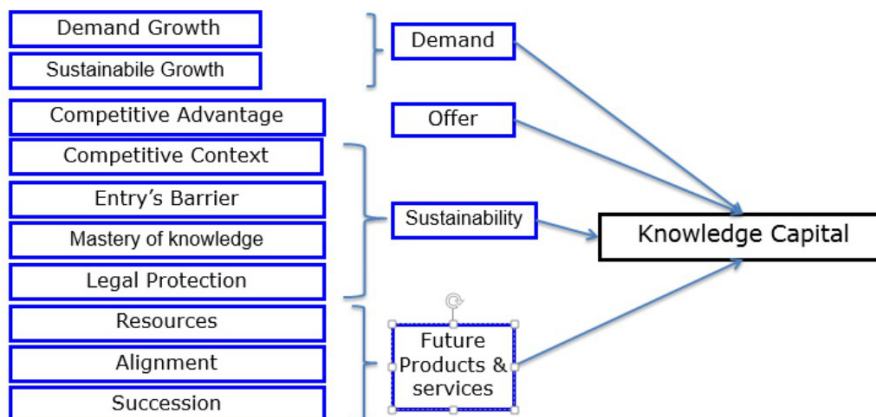 Demand Growth
Sustainabile Growth
Competitive Advantage
Competitive Context
Entry’s Barrier
Mastery of knowledge
Legal Protection
Resources
Alignment
Succession
Demand
Offer
Sustainability
Future
Products &
services
Knowledge Capital